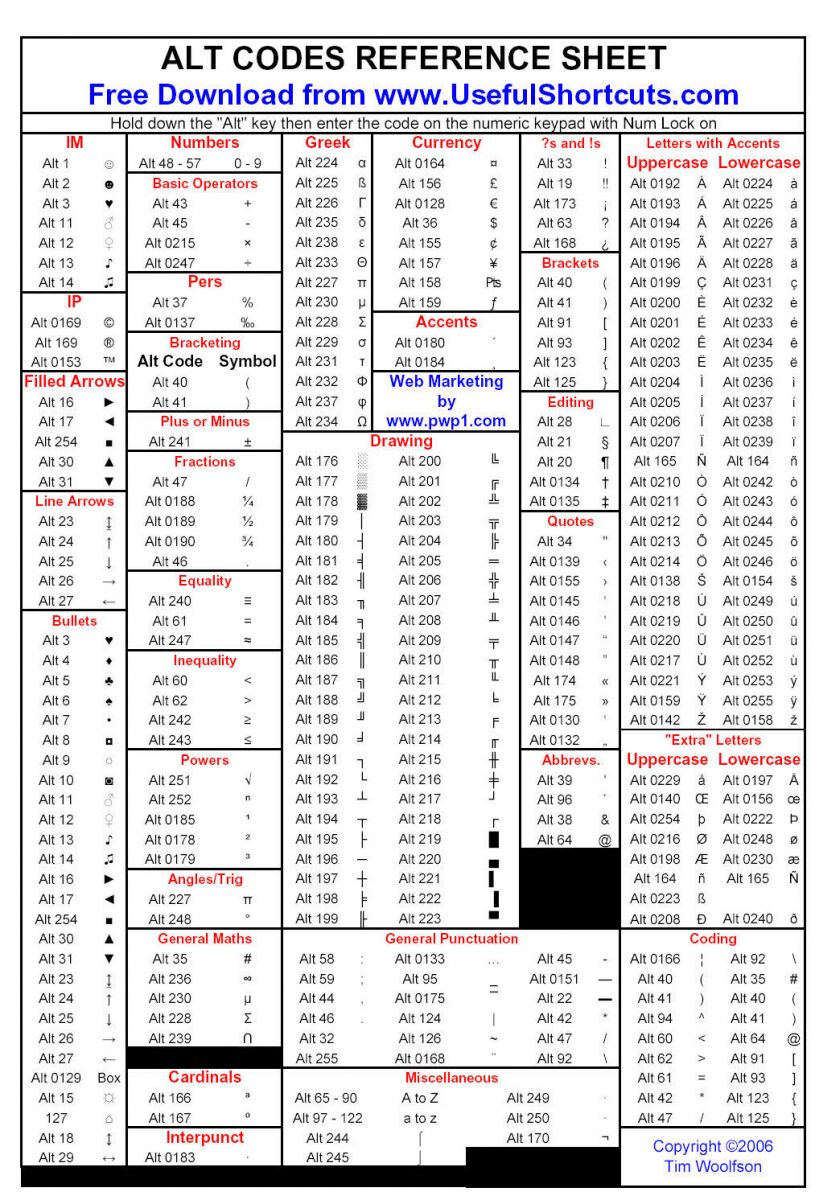 ALT CODES REFERENCE SHEET
Free Download from www.UsefulShortcuts.com
Hold down the "Alt" key then enter the code on the numeric keypad with Num Lock on
IM
Alt 1 ☺
Alt 2 ☻
Alt 3 ♥
Alt 11 ♂
Alt 12 ♀
Alt 13 ♪
Alt 14 ♫
IP
Alt 0169 ©
Alt 169 ®
Alt 0153 ™
Filled Arrows
Alt 16 ►
Alt 17 ◄
Alt 254 ■
Alt 30 ▲
Alt 31 ▼
Line Arrows
Alt 23 ↨
Alt 24 ↑
Alt 25 ↓
Alt 26 →
Alt 27 ←
Bullets
Alt 3 ♥
Alt 4 ♦
Alt 5 ♣
Alt 6 ♠
Alt 7 •
Alt 8 ◘
Alt 9 ○
Alt 10 ◙
Alt 11 ♂
Alt 12 ♀
Alt 13 ♪
Alt 14 ♫
Alt 16 ►
Alt 17 ◄
Alt 254 ■
Alt 30 ▲
Alt 31 ▼
Alt 23 ↨
Alt 24 ↑
Alt 25 ↓
Alt 26 →
Alt 27 ←
Alt 0129 Box
Alt 15 ☼
127 ⌂
Alt 18 ↕
Alt 29 ↔
Numbers
Alt 48 - 57 0 - 9
Basic Operators
Alt 43 +
Alt 45 -
Alt 0215 ×
Alt 0247 ÷
Pers
Alt 37 %
Alt 0137 ‰
Bracketing
Alt Code Symbol
Alt 40 (
Alt 41 )
Plus or Minus
Alt 241 ±
Fractions
Alt 47 /
Alt 0188 ¼
Alt 0189 ½
Alt 0190 ¾
Alt 46 .
Equality
Alt 240 ≡
Alt 61 =
Alt 247 ≈
Inequality
Alt 60 <
Alt 62 >
Alt 242 ≥
Alt 243 ≤
Powers
Alt 251 √
Alt 252 ⁿ
Alt 0185 ¹
Alt 0178 ²
Alt 0179 ³
Angles/Trig
Alt 227 π
Alt 248 °
General Maths
Alt 35 #
Alt 236 ∞
Alt 230 µ
Alt 228 Σ
Alt 239 ∩
Cardinals
Alt 166 ª
Alt 167 º
Interpunct
Alt 0183 ·
Greek
Alt 224 α
Alt 225 ß
Alt 226 Γ
Alt 235 δ
Alt 238 ε
Alt 233 Θ
Alt 227 π
Alt 230 µ
Alt 228 Σ
Alt 229 σ
Alt 231 τ
Alt 232 Φ
Alt 237 φ
Alt 234 Ω
Currency
Alt 0164 ¤
Alt 156 £
Alt 0128 €
Alt 36 $
Alt 155 ¢
Alt 157 ¥
Alt 158 Pts
Alt 159 ƒ
Accents
Alt 0180 ´
Alt 0184 ¸
Web Marketing
by
www.pwp1.com
Drawing
Alt 176 ░ Alt 200 ╚
Alt 177 ▒ Alt 201 ╔
Alt 178 ▓ Alt 202 ╩
Alt 179 │ Alt 203 ╦
Alt 180 ┤ Alt 204 ╠
Alt 181 ╡ Alt 205 ═
Alt 182 ╢ Alt 206 ╬
Alt 183 ╖ Alt 207 ╧
Alt 184 ╕ Alt 208 ╨
Alt 185 ╣ Alt 209 ╤
Alt 186 ║ Alt 210 ╥
Alt 187 ╗ Alt 211 ╙
Alt 188 ╝ Alt 212 ╘
Alt 189 ╜ Alt 213 ╒
Alt 190 ╛ Alt 214 ╓
Alt 191 ┐ Alt 215 ╫
Alt 192 └ Alt 216 ╪
Alt 193 ┴ Alt 217 ┘
Alt 194 ┬ Alt 218 ┌
Alt 195 ├ Alt 219 █
Alt 196 ─ Alt 220 ▄
Alt 197 ┼ Alt 221 ▌
Alt 198 ╞ Alt 222 ▐
Alt 199 ╟ Alt 223 ▀
?s and !s
Alt 33 !
Alt 19 ‼
Alt 173 ¡
Alt 63 ?
Alt 168 ¿
Brackets
Alt 40 (
Alt 41 )
Alt 91 [
Alt 93 ]
Alt 123 {
Alt 125 }
Editing
Alt 28 ∟
Alt 21 §
Alt 20 ¶
Alt 0134 †
Alt 0135 ‡
Quotes
Alt 34 "
Alt 0139 ‹
Alt 0155 ›
Alt 0145 ‘
Alt 0146 ’
Alt 0147 “
Alt 0148 ”
Alt 174 «
Alt 175 »
Alt 0130 ‚
Alt 0132 „
Abbrevs.
Alt 39 '
Alt 96 `
Alt 38 &
Alt 64 @
Letters with Accents
Uppercase Lowercase
Alt 0192 À Alt 0224 à
Alt 0193 Á Alt 0225 á
Alt 0194 Â Alt 0226 â
Alt 0195 Ã Alt 0227 ã
Alt 0196 Ä Alt 0228 ä
Alt 0199 Ç Alt 0231 ç
Alt 0200 È Alt 0232 è
Alt 0201 É Alt 0233 é
Alt 0202 Ê Alt 0234 ê
Alt 0203 Ë Alt 0235 ë
Alt 0204 Ì Alt 0236 ì
Alt 0205 Í Alt 0237 í
Alt 0206 Î Alt 0238 î
Alt 0207 Ï Alt 0239 ï
Alt 165 Ñ Alt 164 ñ
Alt 0210 Ò Alt 0242 ò
Alt 0211 Ó Alt 0243 ó
Alt 0212 Ô Alt 0244 ô
Alt 0213 Õ Alt 0245 õ
Alt 0214 Ö Alt 0246 ö
Alt 0138 Š Alt 0154 š
Alt 0218 Ú Alt 0249 ú
Alt 0219 Û Alt 0250 û
Alt 0220 Ü Alt 0251 ü
Alt 0217 Ù Alt 0252 ù
Alt 0221 Ý Alt 0253 ý
Alt 0159 Ÿ Alt 0255 ÿ
Alt 0142 Ž Alt 0158 ž
"Extra" Letters
Uppercase Lowercase
Alt 0229 å Alt 0197 Å
Alt 0140 Œ Alt 0156 œ
Alt 0254 þ Alt 0222 Þ
Alt 0216 Ø Alt 0248 ø
Alt 0198 Æ Alt 0230 æ
Alt 164 ñ Alt 165 Ñ
Alt 0223 ß
Alt 0208 Ð Alt 0240 ð
General Punctuation
Alt 58 : Alt 0133 … Alt 45 -
Alt 59 ; Alt 95 _ Alt 0151 —
Alt 44 , Alt 0175 ¯ Alt 22 ▬
Alt 46 . Alt 124 | Alt 42 *
Alt 32 Alt 126 ~ Alt 47 /
Alt 255 Alt 0168 ¨ Alt 92 \
Miscellaneous
Alt 65 - 90 A to Z Alt 249 ·
Alt 97 - 122 a to z Alt 250 ·
Alt 244 ⌠ Alt 170 ¬
Alt 245 ⌡
Coding
Alt 0166 ¦ Alt 92 \
Alt 40 ( Alt 35 #
Alt 41 ) Alt 40 (
Alt 94 ^ Alt 41 )
Alt 60 < Alt 64 @
Alt 62 > Alt 91 [
Alt 61 = Alt 93 ]
Alt 42 * Alt 123 {
Alt 47 / Alt 125 }
Copyright ©2006
Tim Woolfson